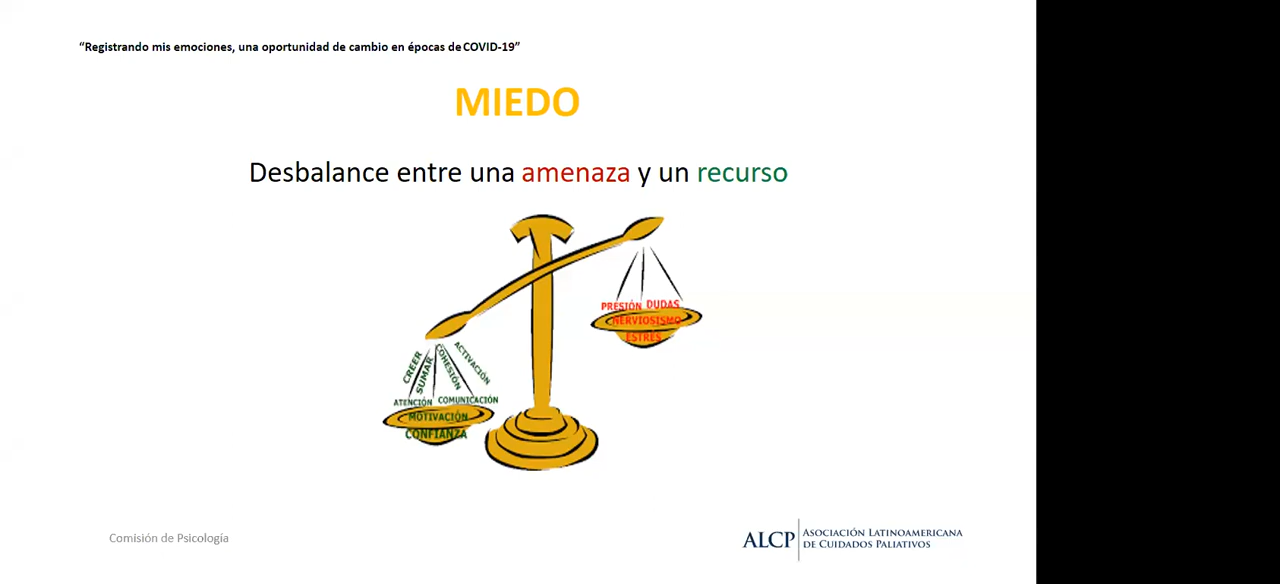 “Registrando mis emociones, una oportunidad de cambio en épocas de COVID-19”
MIEDO
Desbalance entre una amenaza y un recurso
PRESIÓN DUDAS
NERVIOSISMO
ESTRÉS
CREER
SUMAR
COHESIÓN
ACTIVACIÓN
ATENCIÓN COMUNICACIÓN
MOTIVACIÓN
CONFIANZA
Comisión de Psicología
ALCP
ASOCIACIÓN LATINOAMERICANA
DE CUIDADOS PALIATIVOS